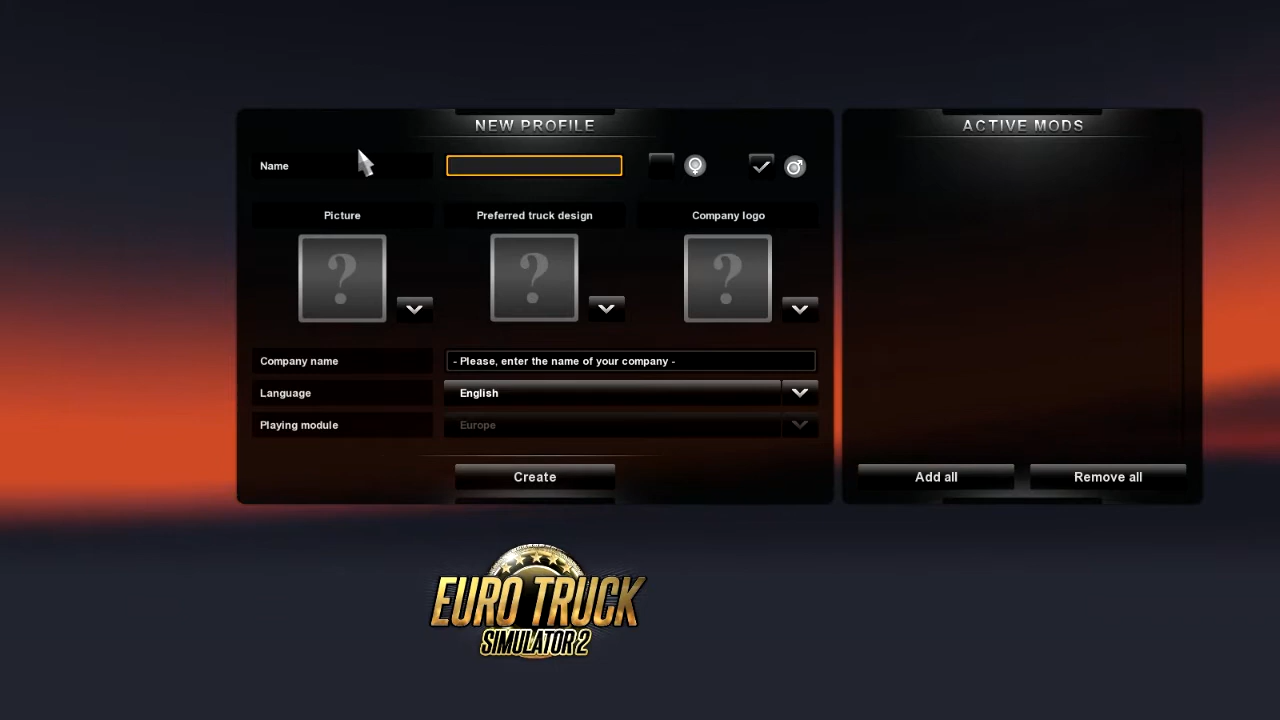 NEW PROFILE
Name
Picture
Preferred truck design
Company logo
?
?
?
Company name
- Please, enter the name of your company -
Language
English
Playing module
Europe
Create
ACTIVE MODS
Add all
Remove all
EURO TRUCK
SIMULATOR 2